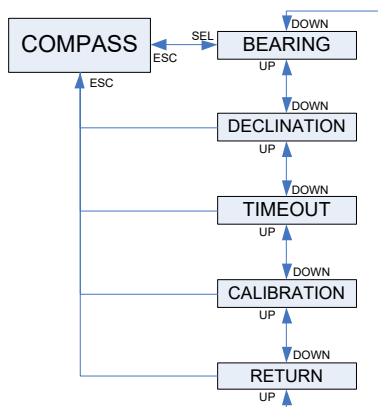 DOWN
COMPASS
SEL
BEARING
ESC
UP
ESC
DOWN
DECLINATION
UP
DOWN
TIMEOUT
UP
DOWN
CALIBRATION
UP
DOWN
RETURN
UP